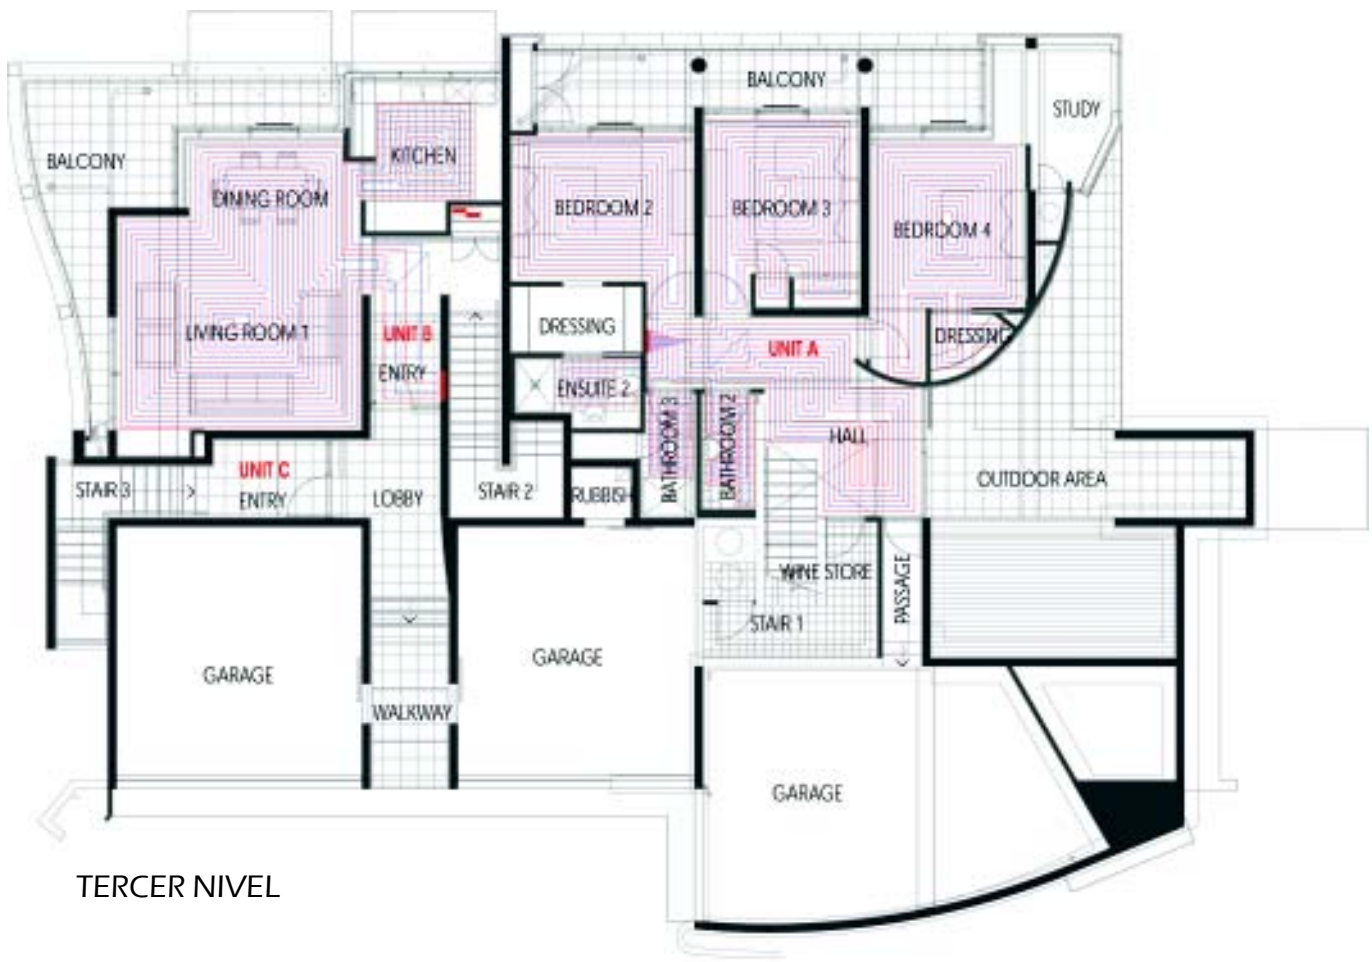 BALCONY
STUDY
BALCONY
KITCHEN
DINING ROOM
BEDROOM 2
BEDROOM 3
BEDROOM 4
LIVING ROOM 1
UNIT B
DRESSING
UNIT A
DRESSING
ENTRY
ENSUITE 2
BATHROOM 3
BATHROOM 2
HALL
UNIT C
STAIR 3
ENTRY
LOBBY
STAIR 2
RUBBISH
OUTDOOR AREA
WINE STORE
PASSAGE
STAIR 1
GARAGE
GARAGE
WALKWAY
GARAGE
TERCER NIVEL